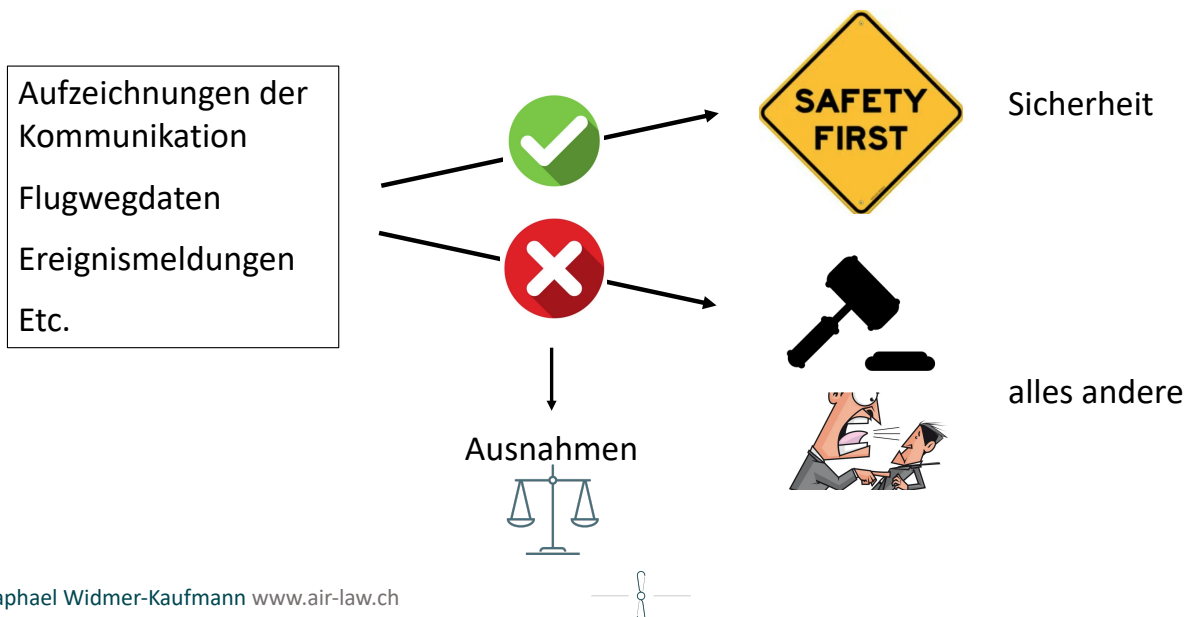 Aufzeichnungen der
Kommunikation
Flugwegdaten
Ereignismeldungen
Etc.
SAFETY
FIRST
Sicherheit
alles andere
Ausnahmen
aphael Widmer-Kaufmann www.air-law.ch